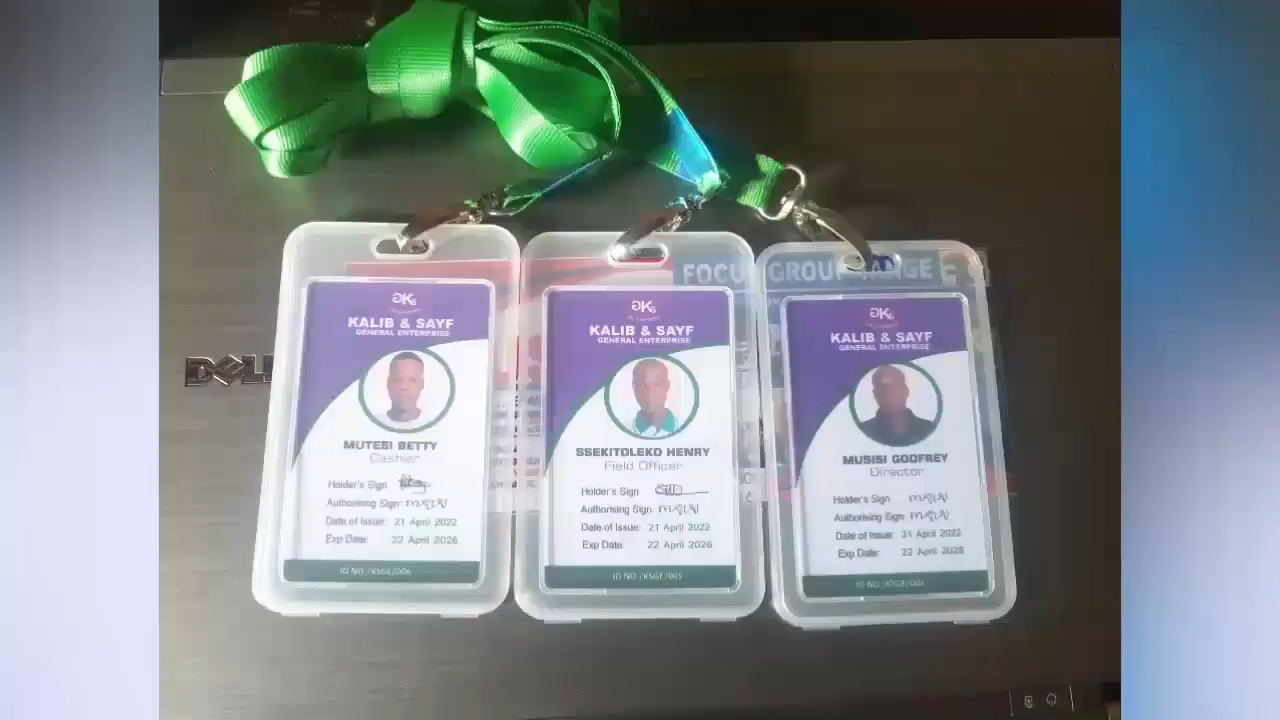 DELL
FOCU GROUP
GKS
KALIB & SAYF
GENERAL ENTERPRISE
MUTESI BETTY
Cashier
Holder's Sign
Authorising Sign:
Date of Issue: 21 April 2022
Exp Date: 22 April 2026
ID NO :/KSGE/006
GKS
KALIB & SAYF
GENERAL ENTERPRISE
SSEKITOLEKO HENRY
Field Officer
Holder's Sign
Authorising Sign:
Date of Issue: 21 April 2022
Exp Date: 22 April 2026
ID NO :/KSGE/005
GKS
KALIB & SAYF
GENERAL ENTERPRISE
MUSISI GODFREY
Director
Holder's Sign
Authorising Sign:
Date of Issue: 21 April 2022
Exp Date: 22 April 2026